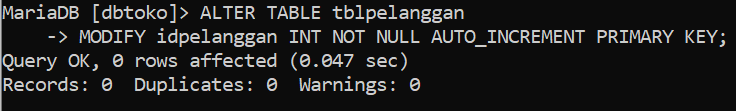 MariaDB [dbtoko]> ALTER TABLE tblpelanggan
    -> MODIFY idpelanggan INT NOT NULL AUTO_INCREMENT PRIMARY KEY;
Query OK, 0 rows affected (0.047 sec)
Records: 0  Duplicates: 0  Warnings: 0